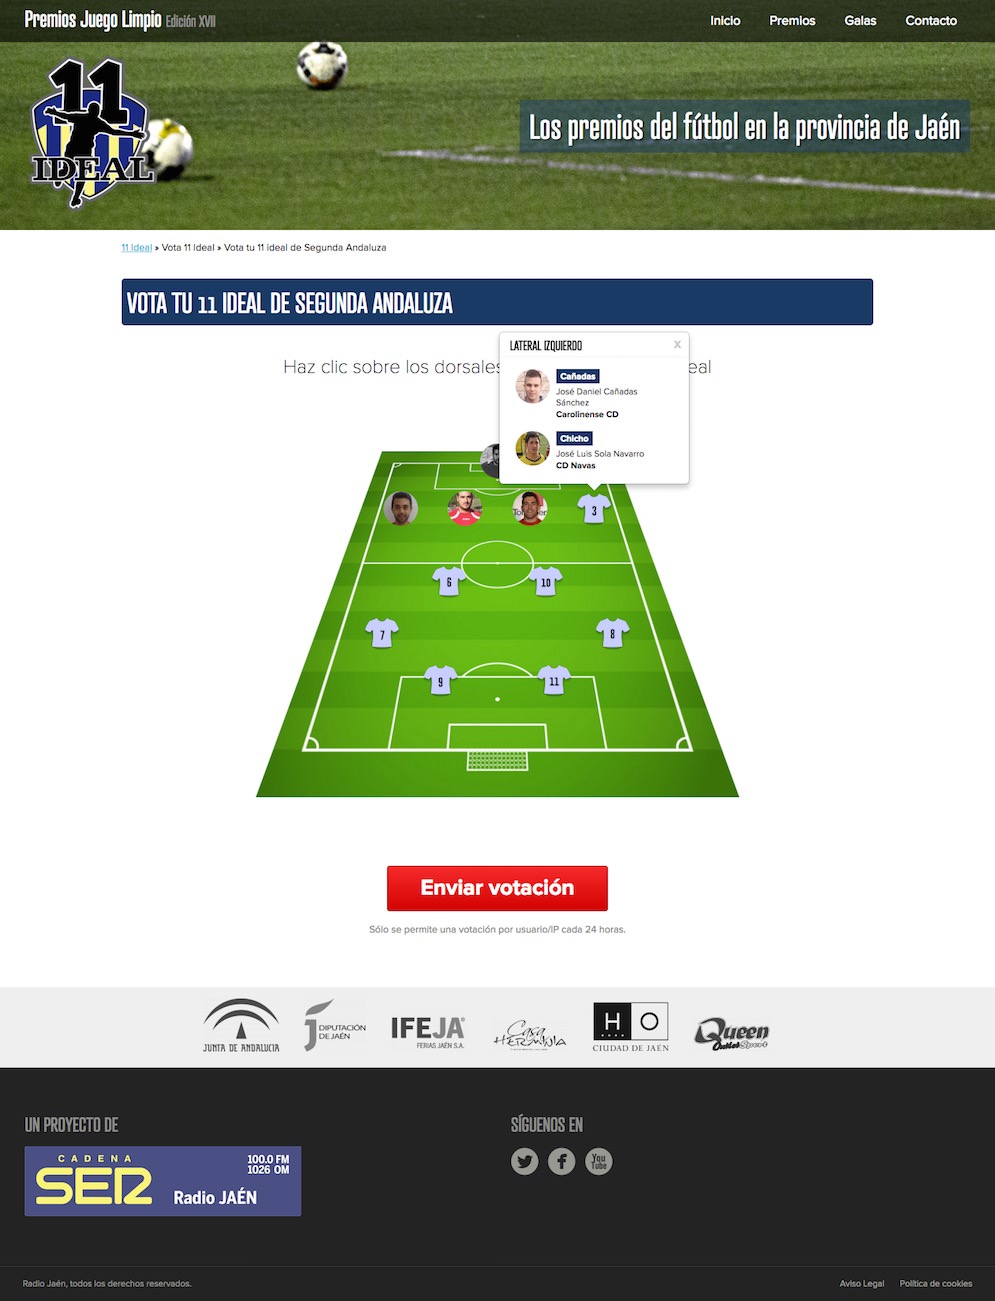 Premios Juego Limpio Edición XVII
Inicio Premios Galas Contacto
11
IDEAL
Los premios del fútbol en la provincia de Jaén
11 Ideal » Vota 11 Ideal » Vota tu 11 ideal de Segunda Andaluza
VOTA TU 11 IDEAL DE SEGUNDA ANDALUZA
Haz clic sobre los dorsales
eal
LATERAL IZQUIERDO x
Cañadas
José Daniel Cañadas
Sánchez
Carolinense CD
Chicho
José Luis Sola Navarro
CD Navas
3
6 10
7 8
9 11
Enviar votación
Sólo se permite una votación por usuario/IP cada 24 horas.
JUNTA DE ANDALUCIA
DIPUTACIÓN
DE JAÉN
IFEJA
FERIAS JAÉN S.A.
Casa
HERMINIA
HO
CIUDAD DE JAÉN
Queen
Outlet Sport
UN PROYECTO DE
CADENA
SER
100.0 FM
1026 OM
Radio JAÉN
SÍGUENOS EN
You
Tube
Radio Jaén, todos los derechos reservados.
Aviso Legal Política de cookies